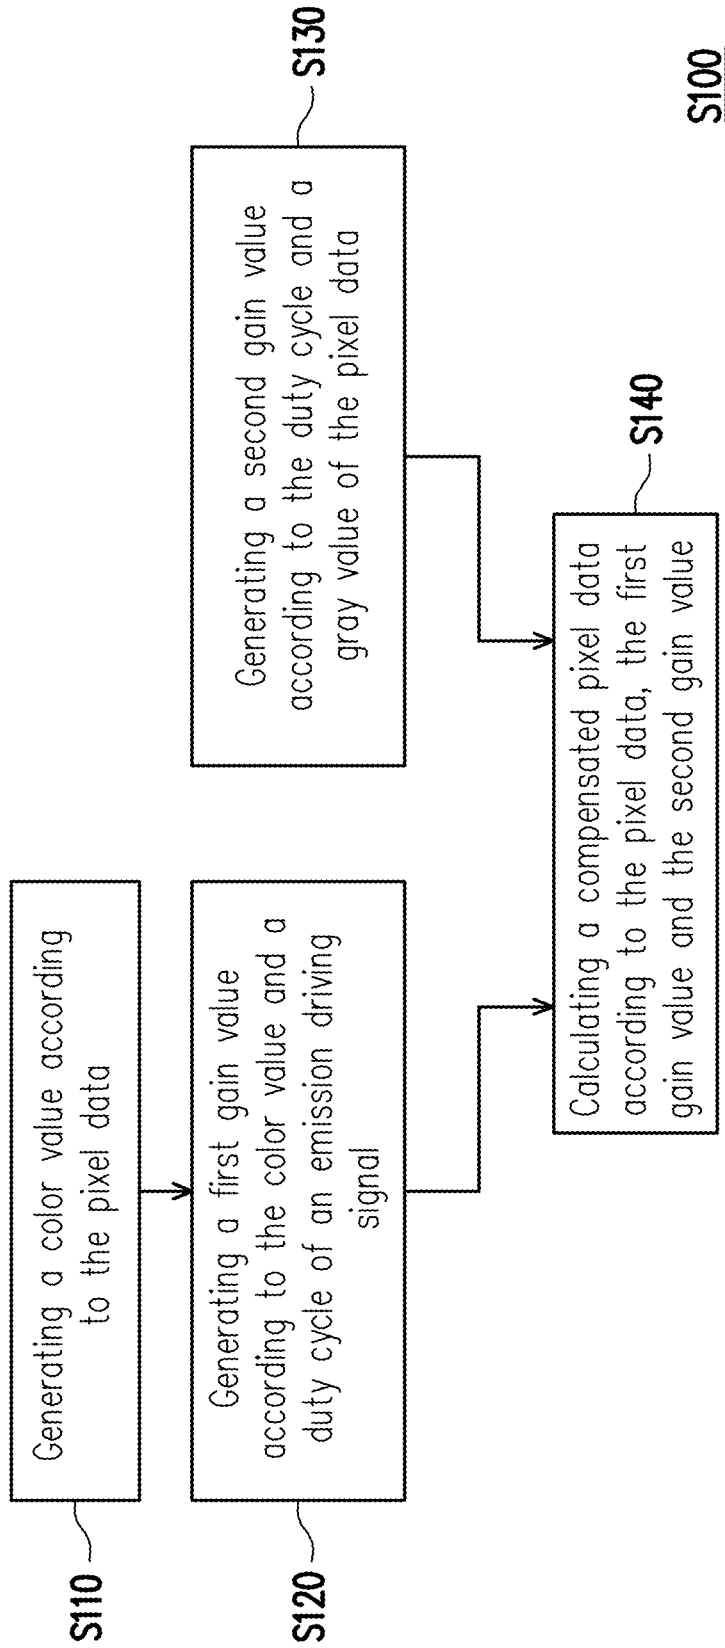 S110
Generating a color value according
to the pixel data
S120
Generating a first gain value
according to the color value and a
duty cycle of an emission driving
signal
Generating a second gain value
according to the duty cycle and a
gray value of the pixel data
S130
Calculating a compensated pixel data
according to the pixel data, the first
gain value and the second gain value
S140
S100